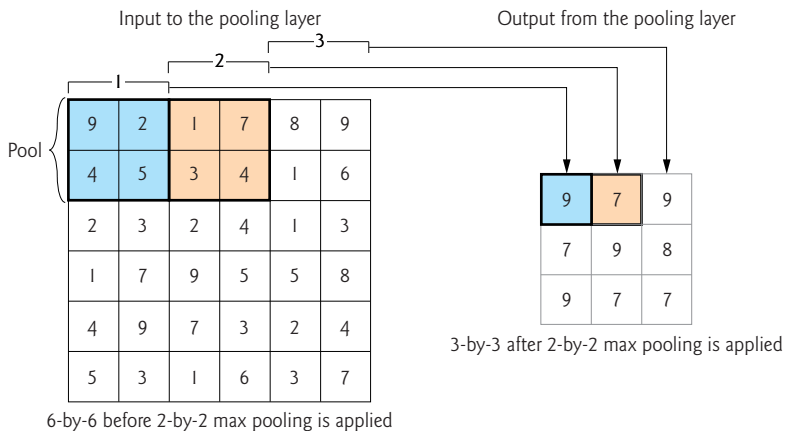 Input to the pooling layer
Output from the pooling layer
3
2
1
Pool
9 2 1 7 8 9
4 5 3 4 1 6
2 3 2 4 1 3
1 7 9 5 5 8
4 9 7 3 2 4
5 3 1 6 3 7
6-by-6 before 2-by-2 max pooling is applied
9 7 9
7 9 8
9 7 7
3-by-3 after 2-by-2 max pooling is applied